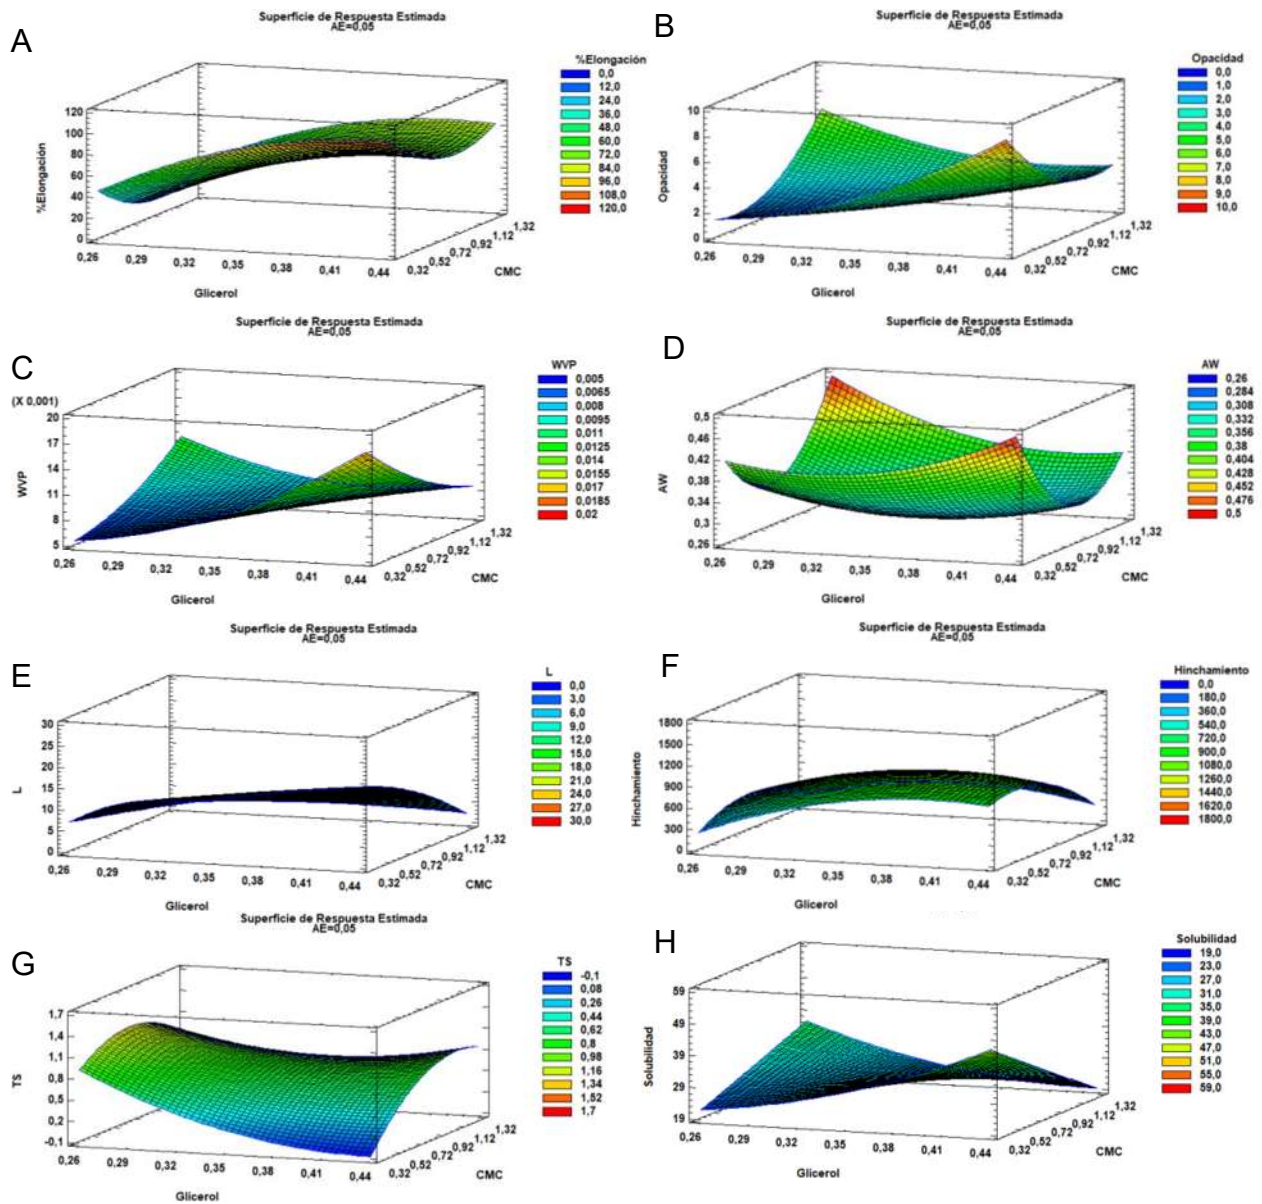 A
Superficie de Respuesta Estimada
AE=0,05
%Elongación
0,0
12,0
24,0
36,0
48,0
60,0
72,0
84,0
96,0
108,0
120,0
120
100
80
60
40
20
0
%Elongación
0,26 0,29 0,32 0,35 0,38 0,41 0,44
Glicerol
0,32 0,52 0,72 0,92 1,12 1,32
CMC
B
Superficie de Respuesta Estimada
AE=0,05
Opacidad
0,0
1,0
2,0
3,0
4,0
5,0
6,0
7,0
8,0
9,0
10,0
10
8
6
4
2
0
Opacidad
0,26 0,29 0,32 0,35 0,38 0,41 0,44
Glicerol
0,32 0,52 0,72 0,92 1,12 1,32
CMC
C
Superficie de Respuesta Estimada
AE=0,05
WVP
0,005
0,0065
0,008
0,0095
0,011
0,0125
0,014
0,0155
0,017
0,0185
0,02
(X 0,001)
20
17
14
11
8
5
WVP
0,26 0,29 0,32 0,35 0,38 0,41 0,44
Glicerol
0,32 0,52 0,72 0,92 1,12 1,32
CMC
D
Superficie de Respuesta Estimada
AE=0,05
AW
0,26
0,284
0,308
0,332
0,356
0,38
0,404
0,428
0,452
0,476
0,5
0,5
0,46
0,42
0,38
0,34
0,3
0,26
AW
0,26 0,29 0,32 0,35 0,38 0,41 0,44
Glicerol
0,32 0,52 0,72 0,92 1,12 1,32
CMC
E
Superficie de Respuesta Estimada
AE=0,05
L
0,0
3,0
6,0
9,0
12,0
15,0
18,0
21,0
24,0
27,0
30,0
30
25
20
15
10
5
0
L
0,26 0,29 0,32 0,35 0,38 0,41 0,44
Glicerol
0,32 0,52 0,72 0,92 1,12 1,32
CMC
F
Superficie de Respuesta Estimada
AE=0,05
Hinchamiento
0,0
180,0
360,0
540,0
720,0
900,0
1080,0
1260,0
1440,0
1620,0
1800,0
1800
1500
1200
900
600
300
0
Hinchamiento
0,26 0,29 0,32 0,35 0,38 0,41 0,44
Glicerol
0,32 0,52 0,72 0,92 1,12 1,32
CMC
G
Superficie de Respuesta Estimada
AE=0,05
TS
-0,1
0,08
0,26
0,44
0,62
0,8
0,98
1,16
1,34
1,52
1,7
1,7
1,4
1,1
0,8
0,5
0,2
-0,1
TS
0,26 0,29 0,32 0,35 0,38 0,41 0,44
Glicerol
0,32 0,52 0,72 0,92 1,12 1,32
CMC
H
Solubilidad
19,0
23,0
27,0
31,0
35,0
39,0
43,0
47,0
51,0
55,0
59,0
59
49
39
29
19
Solubilidad
0,26 0,29 0,32 0,35 0,38 0,41 0,44
Glicerol
0,32 0,52 0,72 0,92 1,12 1,32
CMC